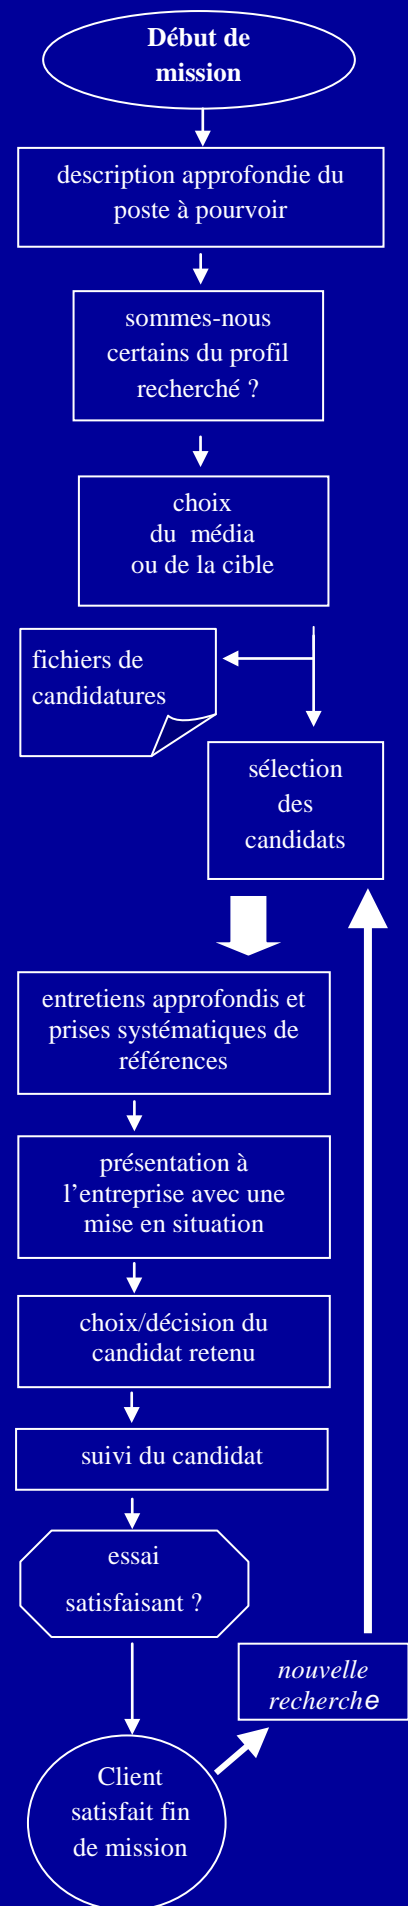 Début de
mission
description approfondie du
poste à pourvoir
sommes-nous
certains du profil
recherché ?
choix
du média
ou de la cible
fichiers de
candidatures
sélection
des
candidats
entretiens approfondis et
prises systématiques de
références
présentation à
l’entreprise avec une
mise en situation
choix/décision du
candidat retenu
suivi du candidat
essai
satisfaisant ?
nouvelle
recherche
Client
satisfait fin
de mission